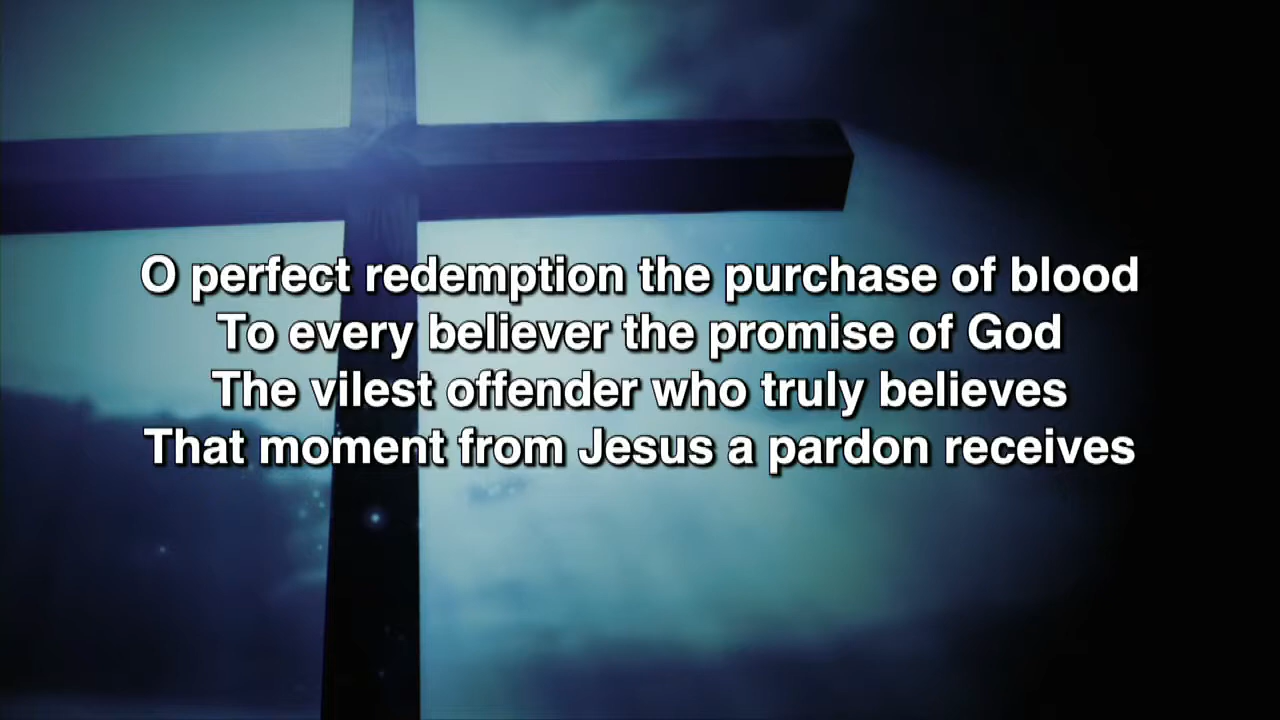 O perfect redemption the purchase of blood
To every believer the promise of God
The vilest offender who truly believes
That moment from Jesus a pardon receives